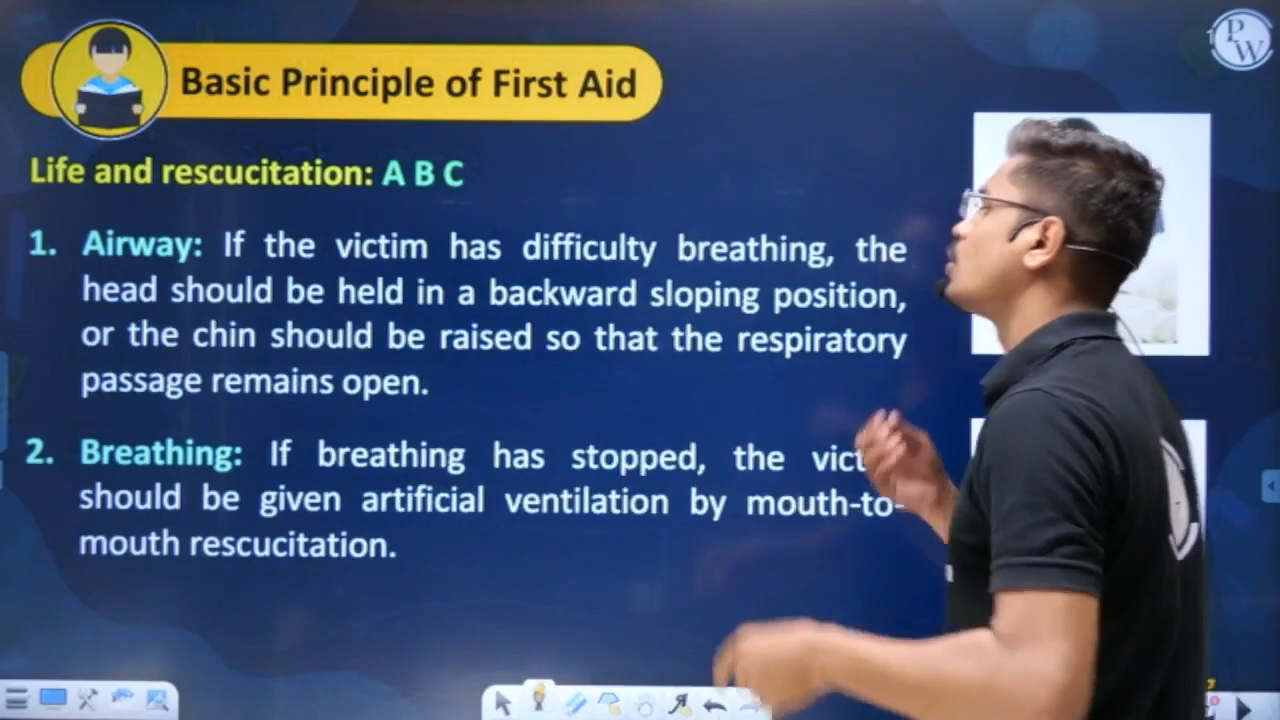 Basic Principle of First Aid
PW
Life and rescucitation: A B C
1. Airway: If the victim has difficulty breathing, the
head should be held in a backward sloping position,
or the chin should be raised so that the respiratory
passage remains open.
2. Breathing: If breathing has stopped, the
should be given artificial ventilation by mouth-to-
mouth rescucitation.